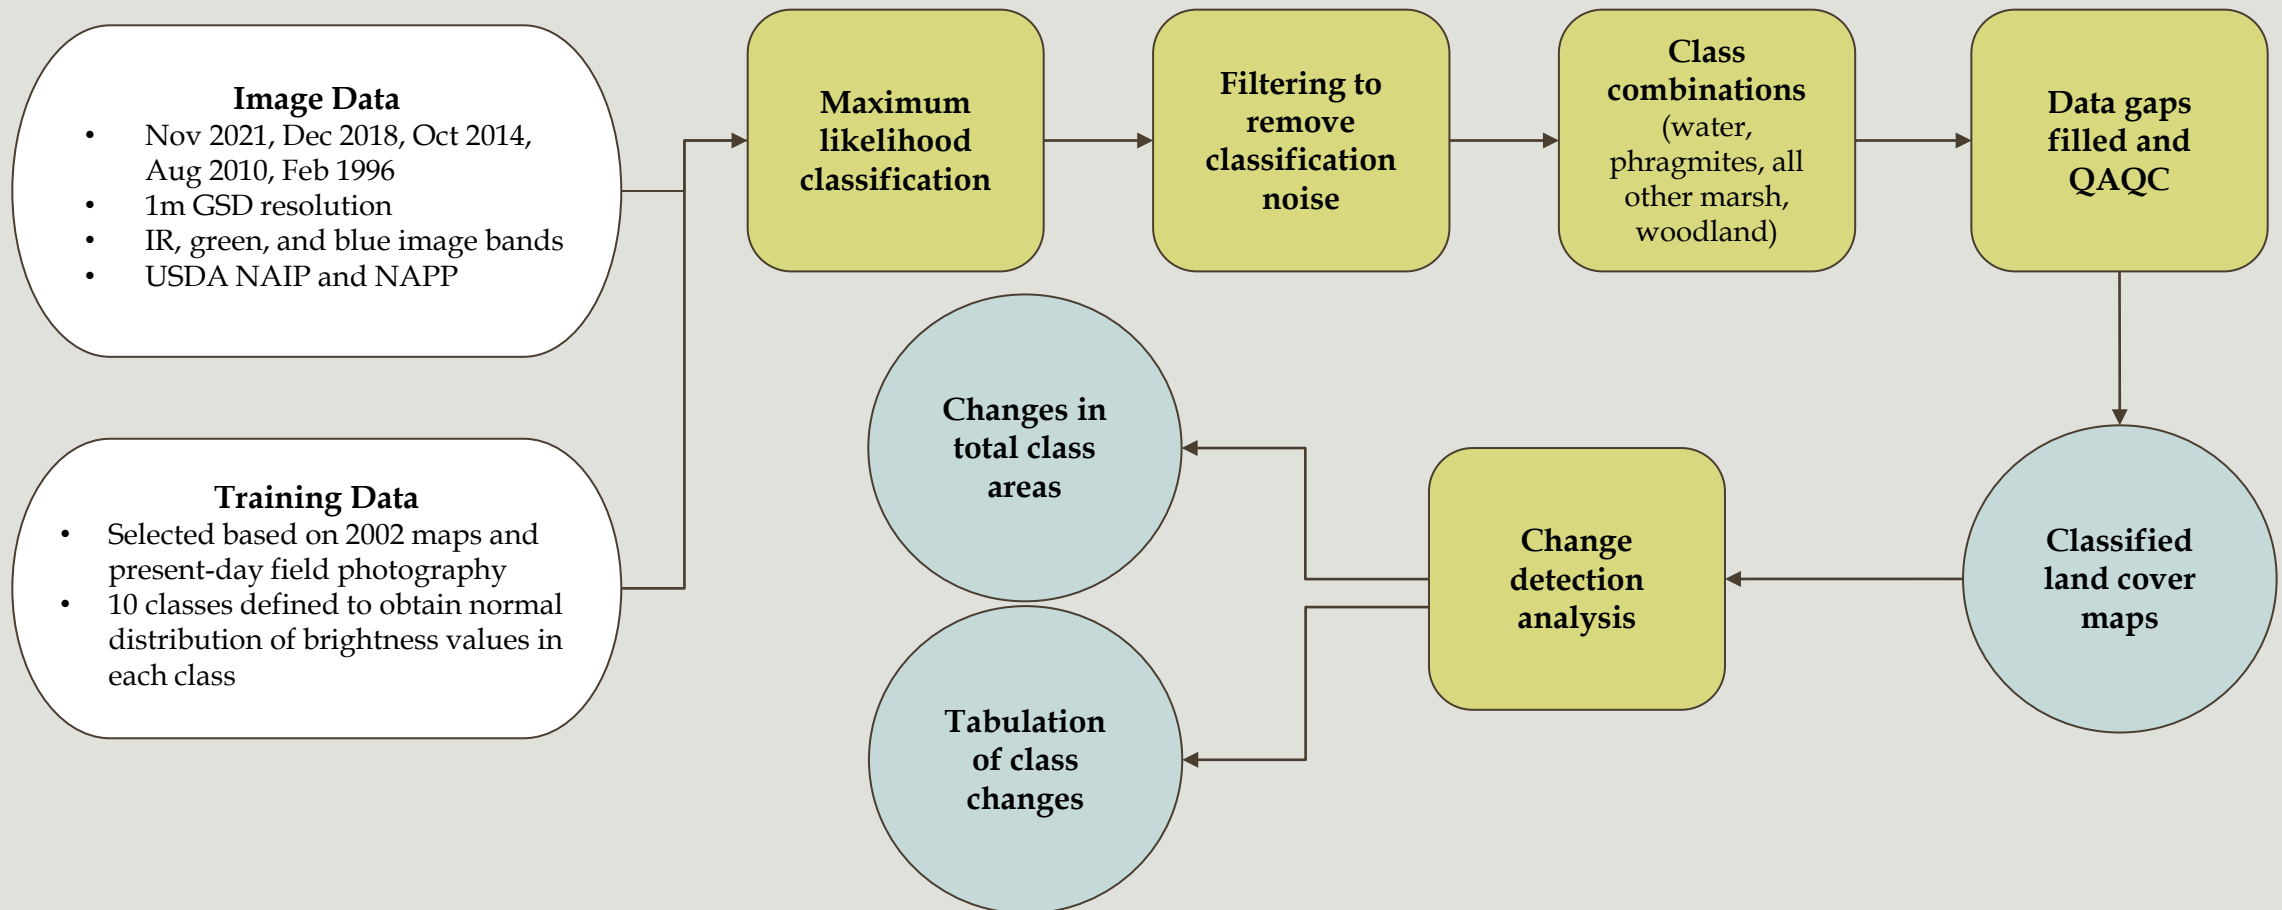 Image Data
• Nov 2021, Dec 2018, Oct 2014,
Aug 2010, Feb 1996
• 1m GSD resolution
• IR, green, and blue image bands
• USDA NAIP and NAPP
Training Data
• Selected based on 2002 maps and
present-day field photography
• 10 classes defined to obtain normal
distribution of brightness values in
each class
Maximum
likelihood
classification
Filtering to
remove
classification
noise
Class
combinations
(water,
phragmites, all
other marsh,
woodland)
Data gaps
filled and
QAQC
Classified
land cover
maps
Change
detection
analysis
Changes in
total class
areas
Tabulation
of class
changes